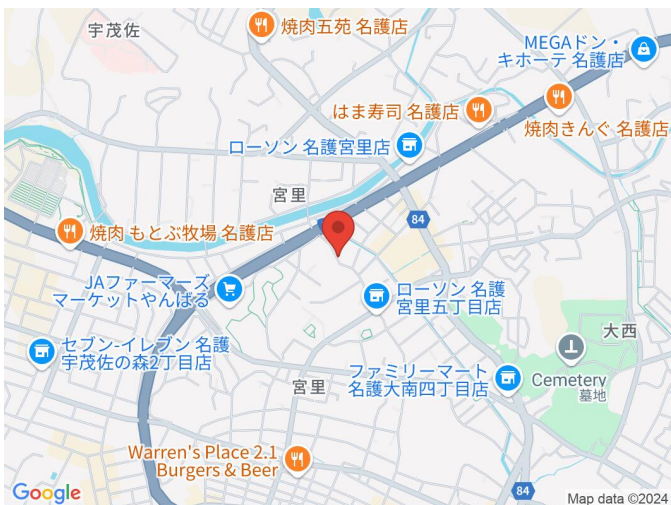 宇茂佐
焼肉五苑 名護店
MEGAドン・
キホーテ 名護店
はま寿司 名護店
焼肉きんぐ 名護店
ローソン 名護宮里店
宮里
84
焼肉 もとぶ牧場 名護店
JAファーマーズ
マーケットやんばる
ローソン 名護
宮里五丁目店
大西
セブン-イレブン 名護
宇茂佐の森2丁目店
宮里
ファミリーマート
名護大南四丁目店
Cemetery
墓地
Warren's Place 2.1
Burgers & Beer
84
Google
Map data ©2024